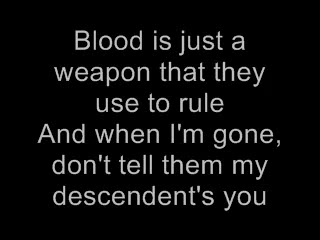 Blood is just a
weapon that they
use to rule
And when I'm gone,
don't tell them my
descendent's you